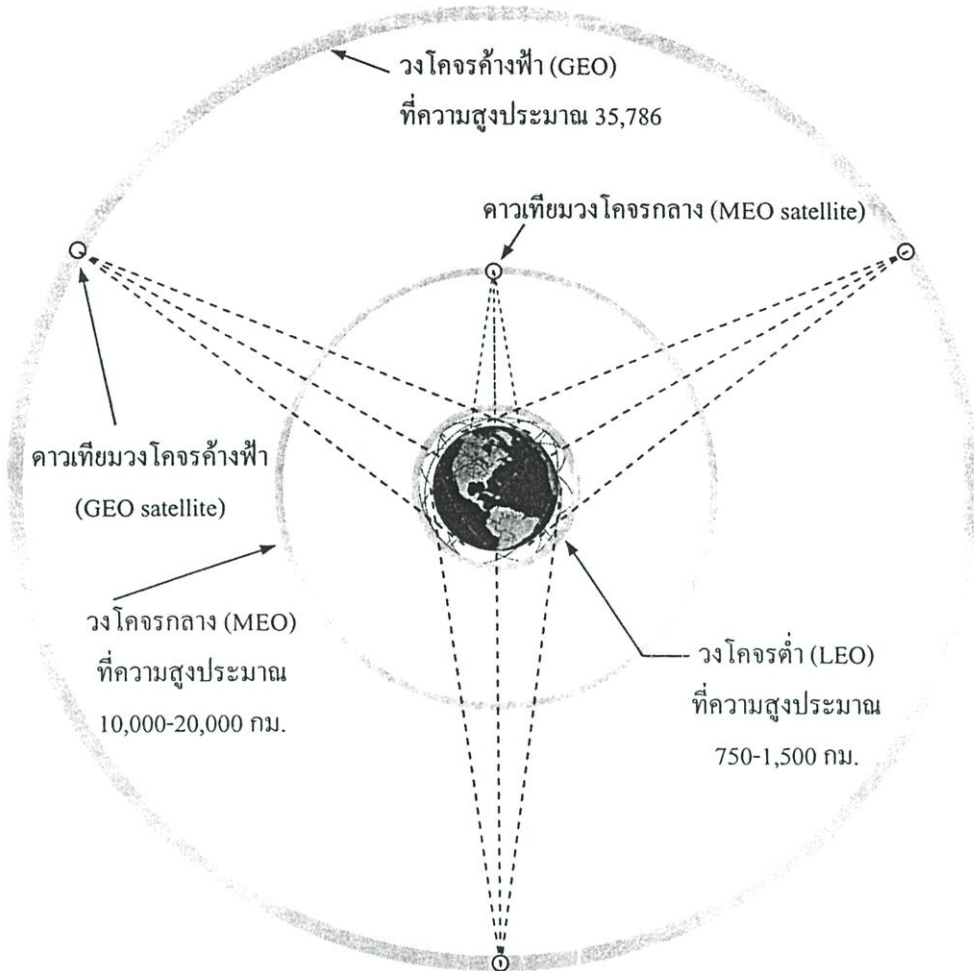 วงโคจรค้างฟ้า (GEO)
ที่ความสูงประมาณ 35,786
ดาวเทียมวงโคจรกลาง (MEO satellite)
ดาวเทียมวงโคจรค้างฟ้า
(GEO satellite)
วงโคจรกลาง (MEO)
ที่ความสูงประมาณ
10,000-20,000 กม.
วงโคจรต่ำ (LEO)
ที่ความสูงประมาณ
750-1,500 กม.